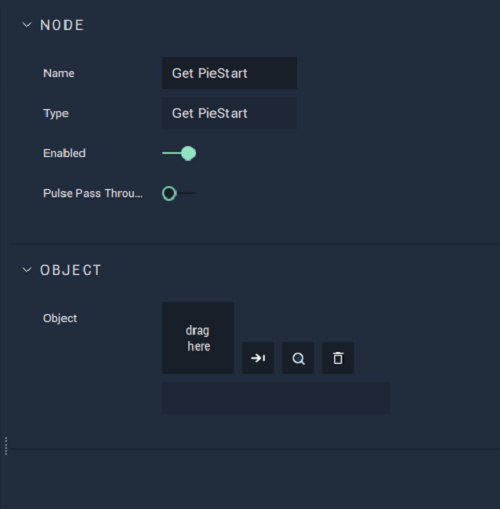 NODE
Name
Get PieStart
Type
Get PieStart
Enabled
Pulse Pass Throu...
OBJECT
Object
drag
here